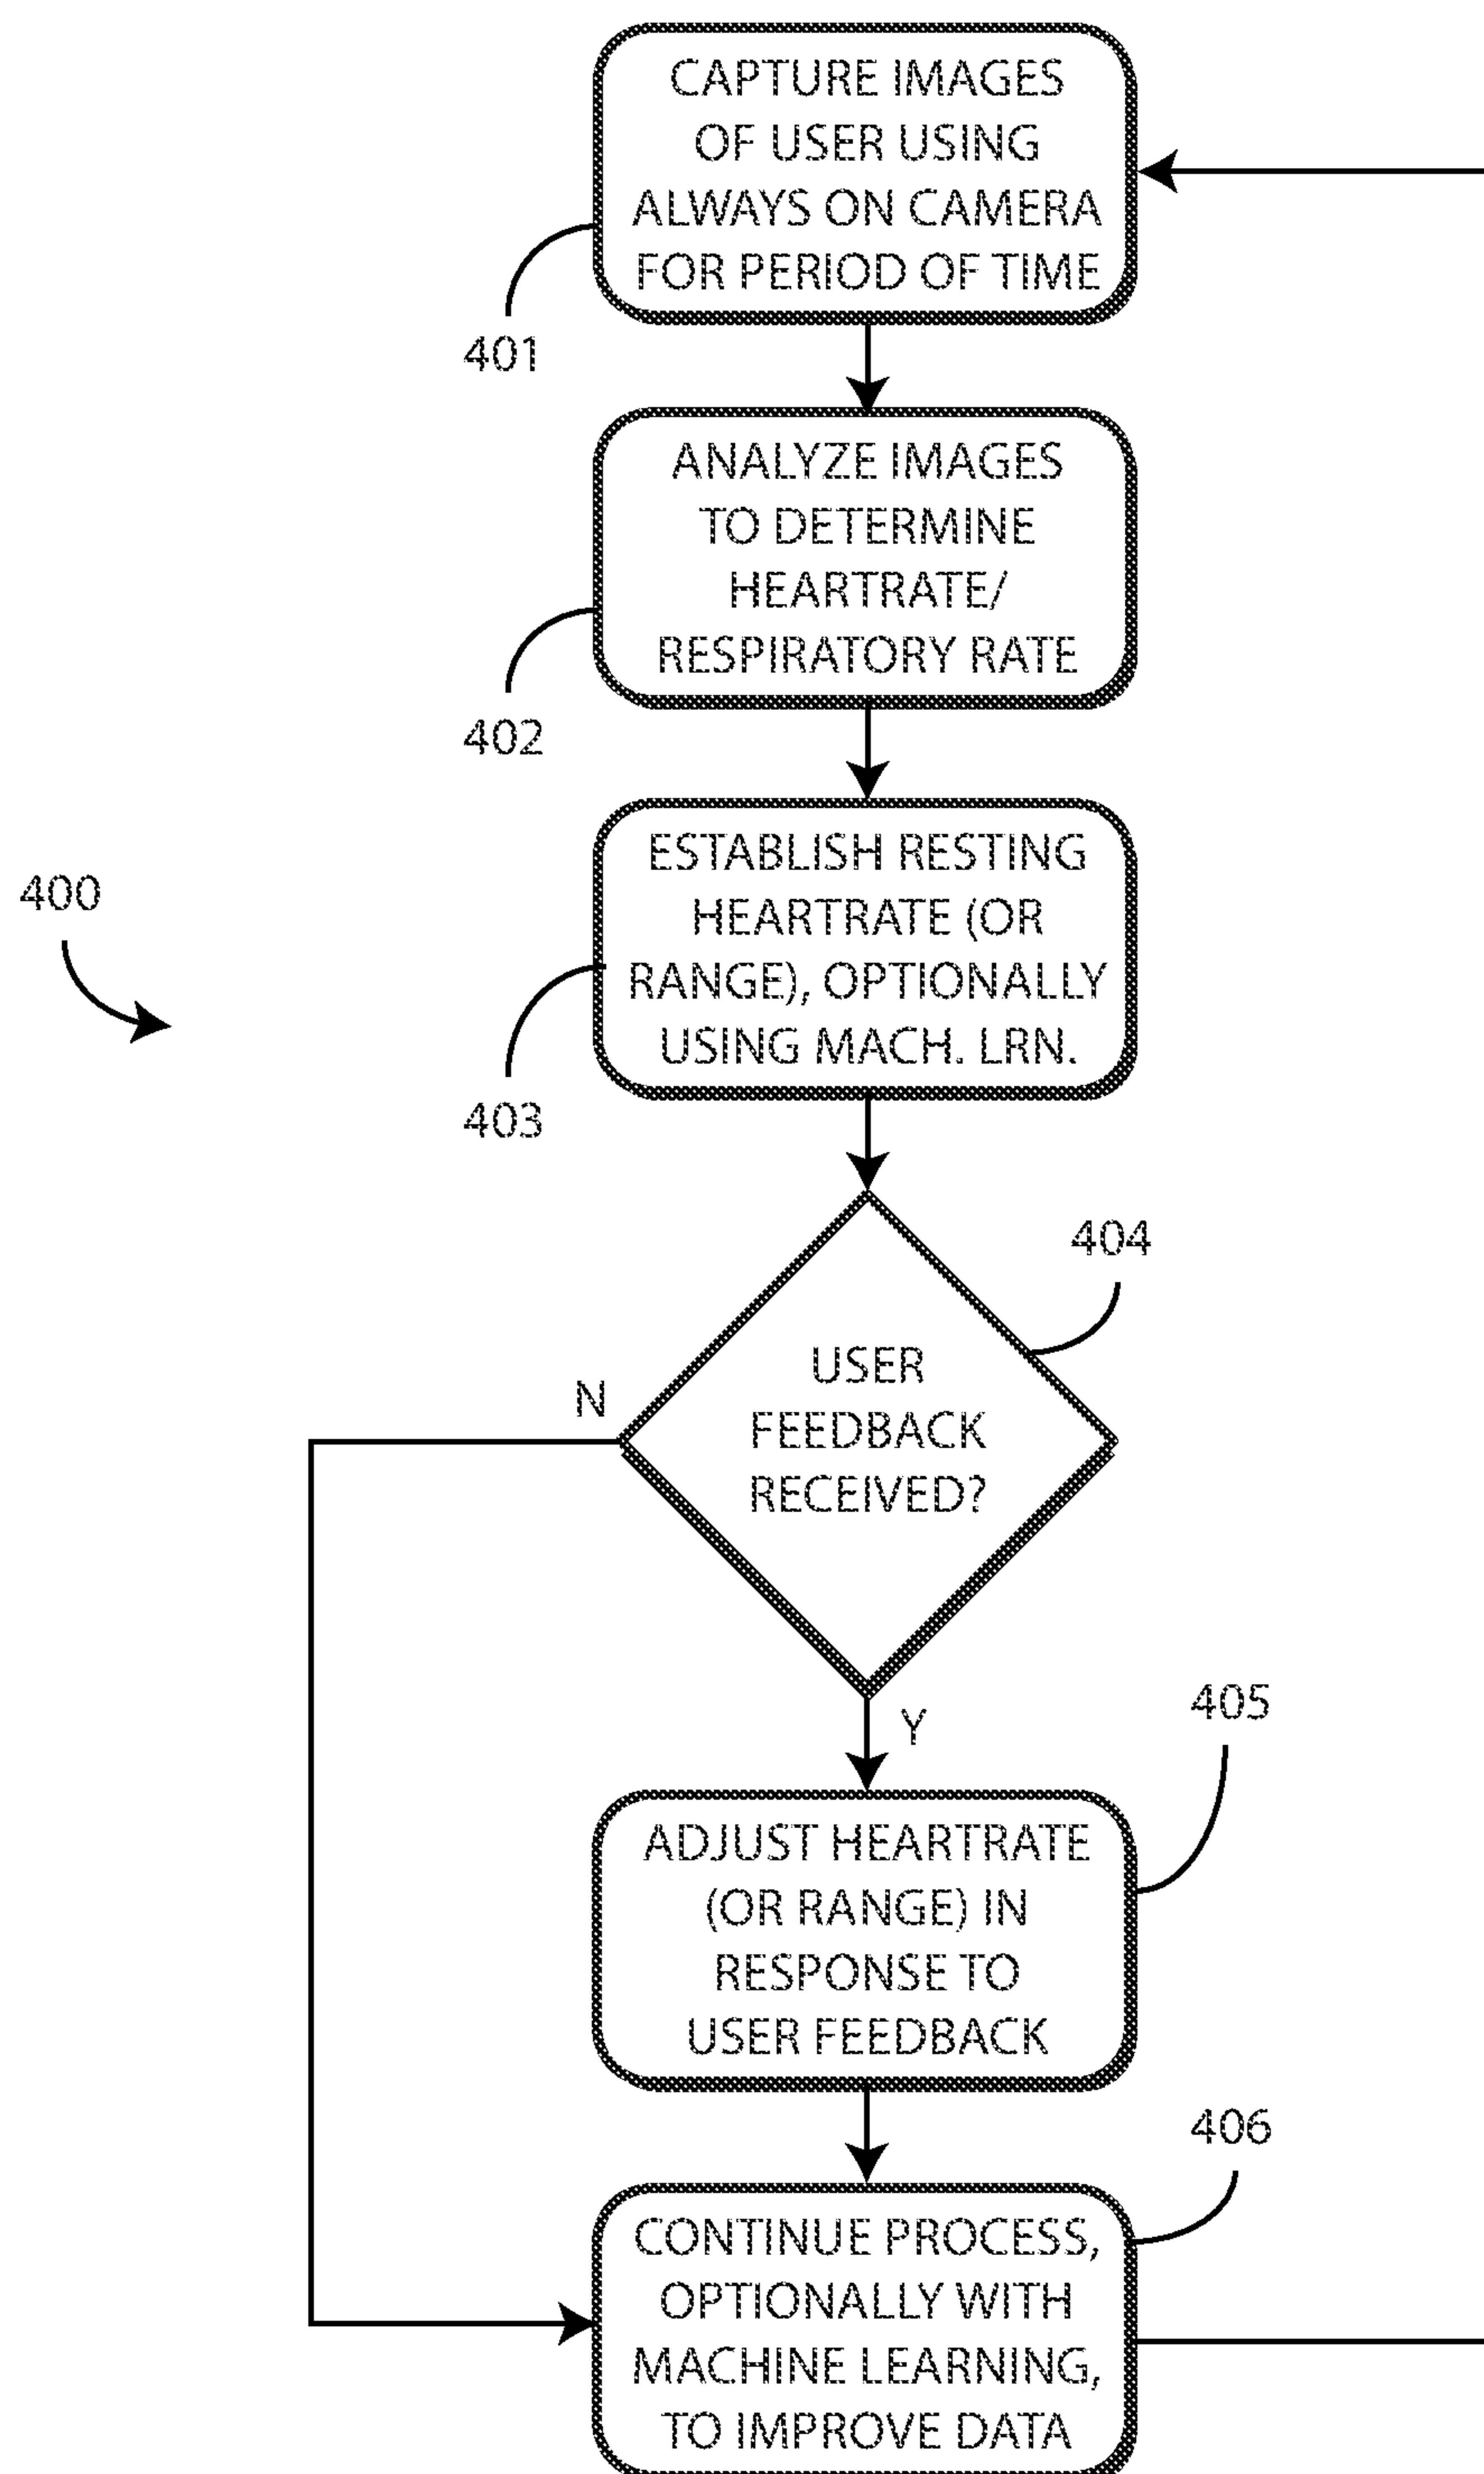 CAPTURE IMAGES
OF USER USING
ALWAYS ON CAMERA
FOR PERIOD OF TIME
401
ANALYZE IMAGES
TO DETERMINE
HEARTRATE/
RESPIRATORY RATE
402
ESTABLISH RESTING
HEARTRATE (OR
RANGE), OPTIONALLY
USING MACH. LRN.
400
403
404
USER
FEEDBACK
RECEIVED?
N
Y
405
ADJUST HEARTRATE
(OR RANGE) IN
RESPONSE TO
USER FEEDBACK
406
CONTINUE PROCESS,
OPTIONALLY WITH
MACHINE LEARNING,
TO IMPROVE DATA